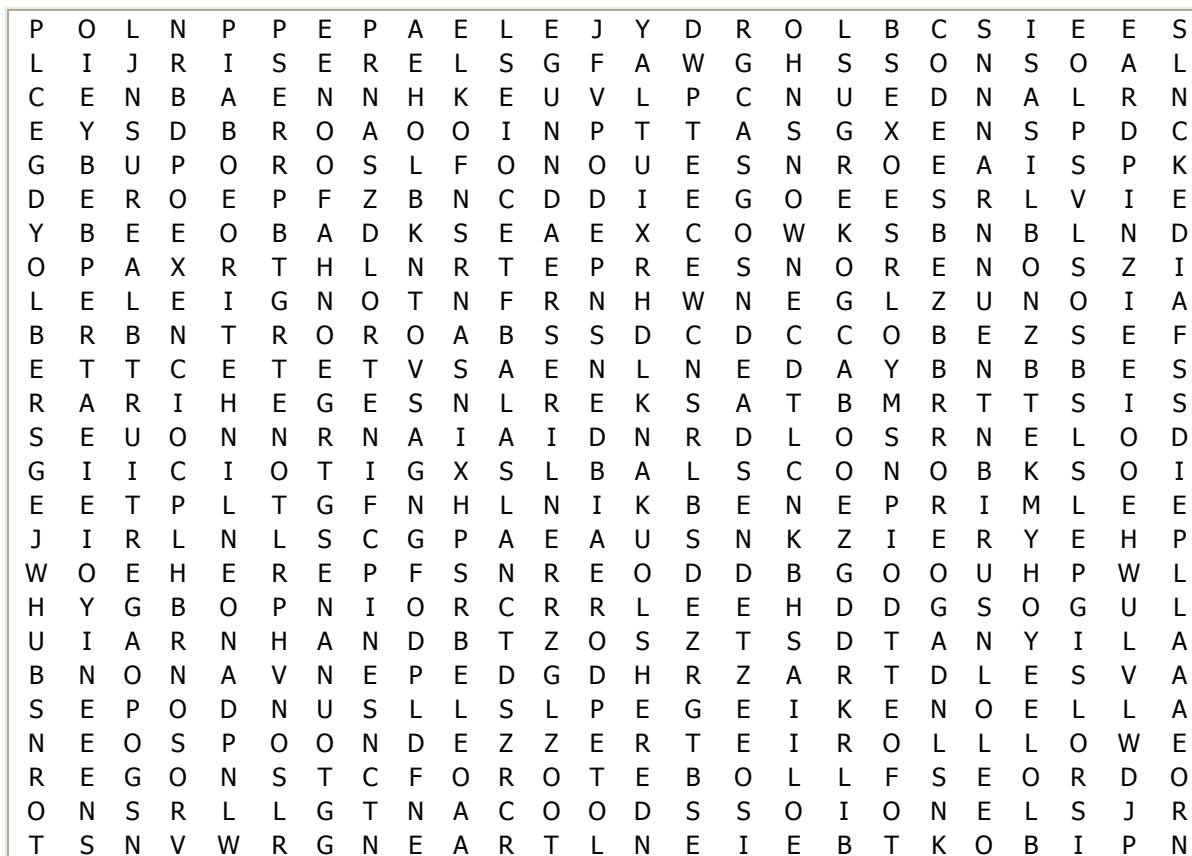 P O L N P P E P A E L E J Y D R O L B C S I E E S
L I J R I S E R E L S G F A W G H S S O N S O A L
C E N B A E N N H K E U V L P C N U E D N A L R N
E Y S D B R O A O O I N P T T A S G X E N S P D C
G B U P O R O S L F O N O U E S N R O E A I S P K
D E R O E P F Z B N C D D I E G O E E S R L V I E
Y B E E O B A D K S E A E X C O W K S B N B L N D
O P A X R T H L N R T E P R E S N O R E N O S Z I
L E L E I G N O T N F R N H W N E G L Z U N O I A
B R B N T R O R O A B S S D C D C C O B E Z S E F
E T T C E T E T V S A E N L N E D A Y B N B B E S
R A R I H E G E S N L R E K S A T B M R T T S I S
S E U O N N R N A I A I D N R D L O S R N E L O D
G I I C I O T I G X S L B A L S C O N O B K S O I
E E T P L T G F N H L N I K B E N E P R I M L E E
J I R L N L S C G P A E A U S N K Z I E R Y E H P
W O E H E R E P F S N R E O D D B G O O U H P W L
H Y G B O P N I O R C R R L E E H D D G S O G U L
U I A R N H A N D B T Z O S Z T S D T A N Y I L A
B N O N A V N E P E D G D H R Z A R T D L E S V A
S E P O D N U S L L S L P E G E I K E N O E L L A
N E O S P O O N D E Z Z E R T E I R O L L L O W E
R E G O N S T C F O R O T E B O L L F S E O R D O
O N S R L L G T N A C O O D S S O I O N E L S J R
T S N V W R G N E A R T L N E I E B T K O B I P N